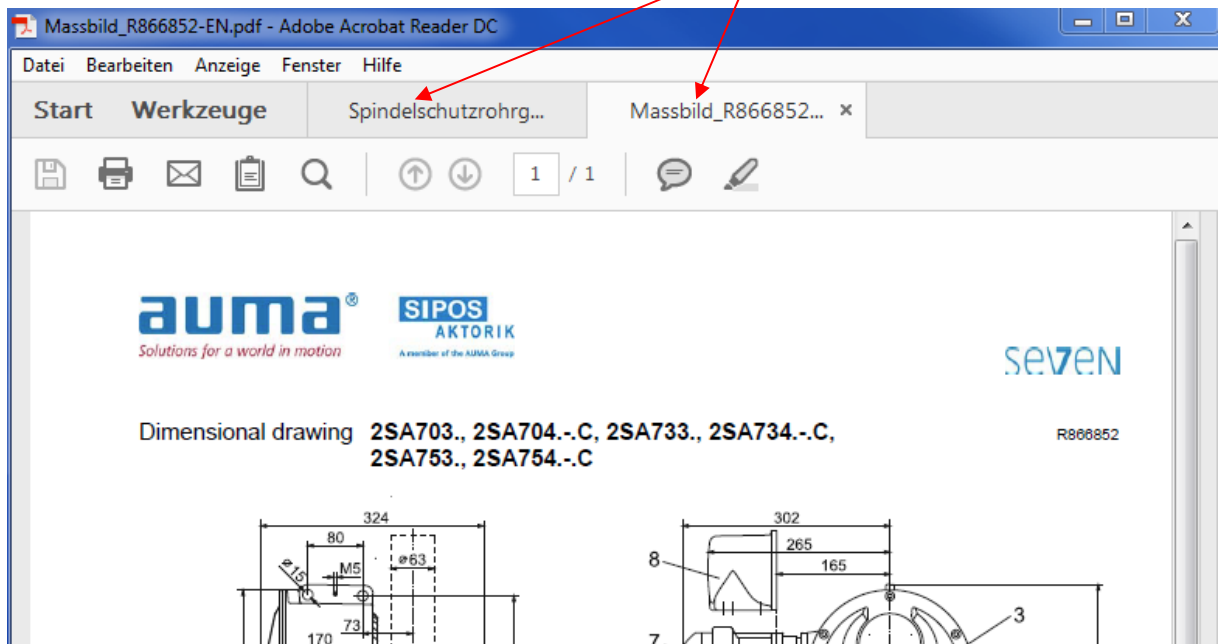 Massbild_R866852-EN.pdf - Adobe Acrobat Reader DC
Datei Bearbeiten Anzeige Fenster Hilfe
Start Werkzeuge Spindelschutzrohrg... Massbild_R866852... ×
1 / 1
auma®
Solutions for a world in motion
SIPOS
AKTORIK
A member of the AUMA Group
seven
Dimensional drawing 2SA703., 2SA704.-.C, 2SA733., 2SA734.-.C,
2SA753., 2SA754.-.C
R866852
324
80
ø15
M5
ø63
73
170
302
265
165
8
3
7